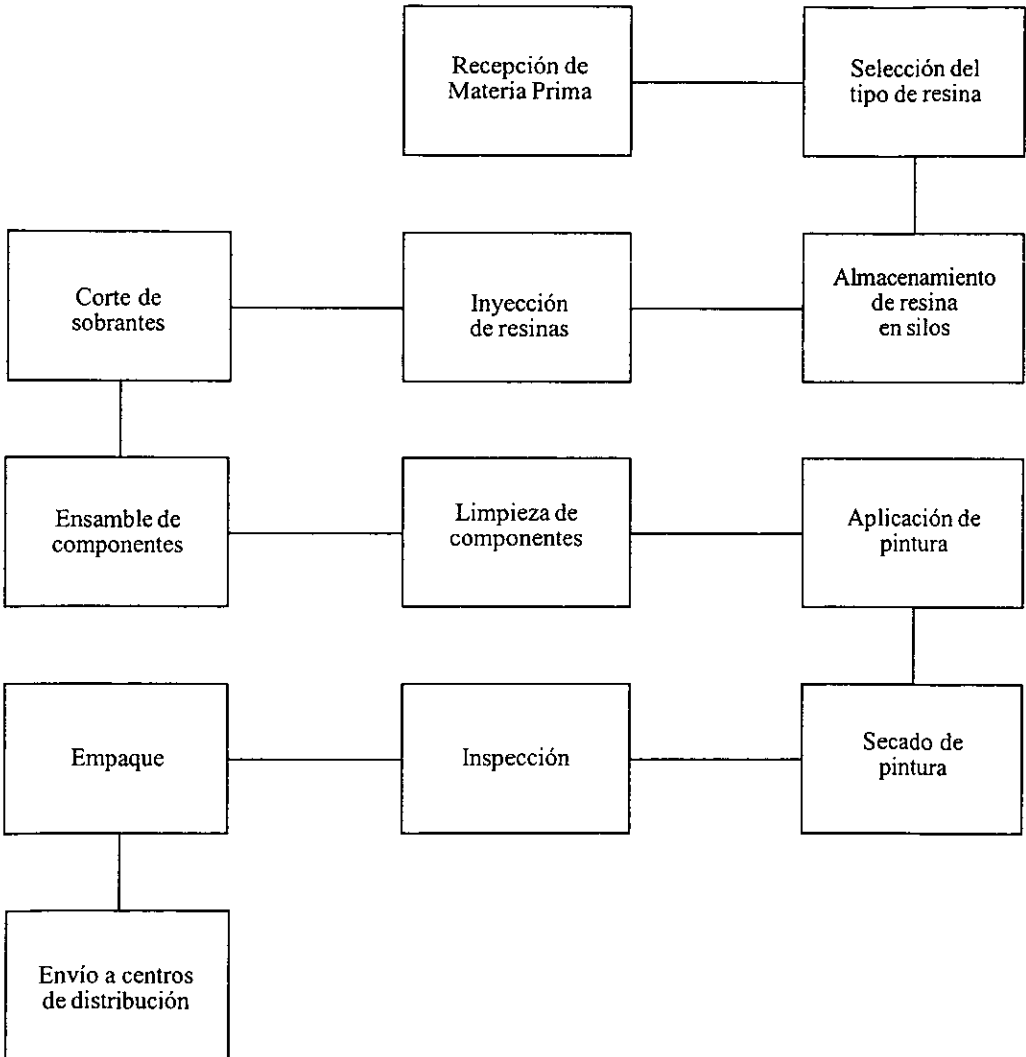 Recepción de
Materia Prima
Selección del
tipo de resina
Almacenamiento
de resina
en silos
Inyección
de resinas
Corte de
sobrantes
Ensamble de
componentes
Limpieza de
componentes
Aplicación de
pintura
Secado de
pintura
Inspección
Empaque
Envío a centros
de distribución